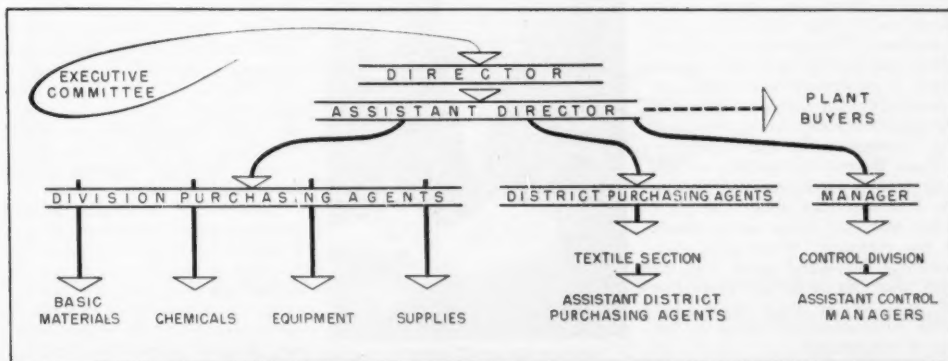 EXECUTIVE
COMMITTEE
DIRECTOR
ASSISTANT DIRECTOR
PLANT
BUYERS
DIVISION PURCHASING AGENTS
DISTRICT PURCHASING AGENTS
MANAGER
BASIC
MATERIALS
CHEMICALS
EQUIPMENT
SUPPLIES
TEXTILE SECTION
ASSISTANT DISTRICT
PURCHASING AGENTS
CONTROL DIVISION
ASSISTANT CONTROL
MANAGERS